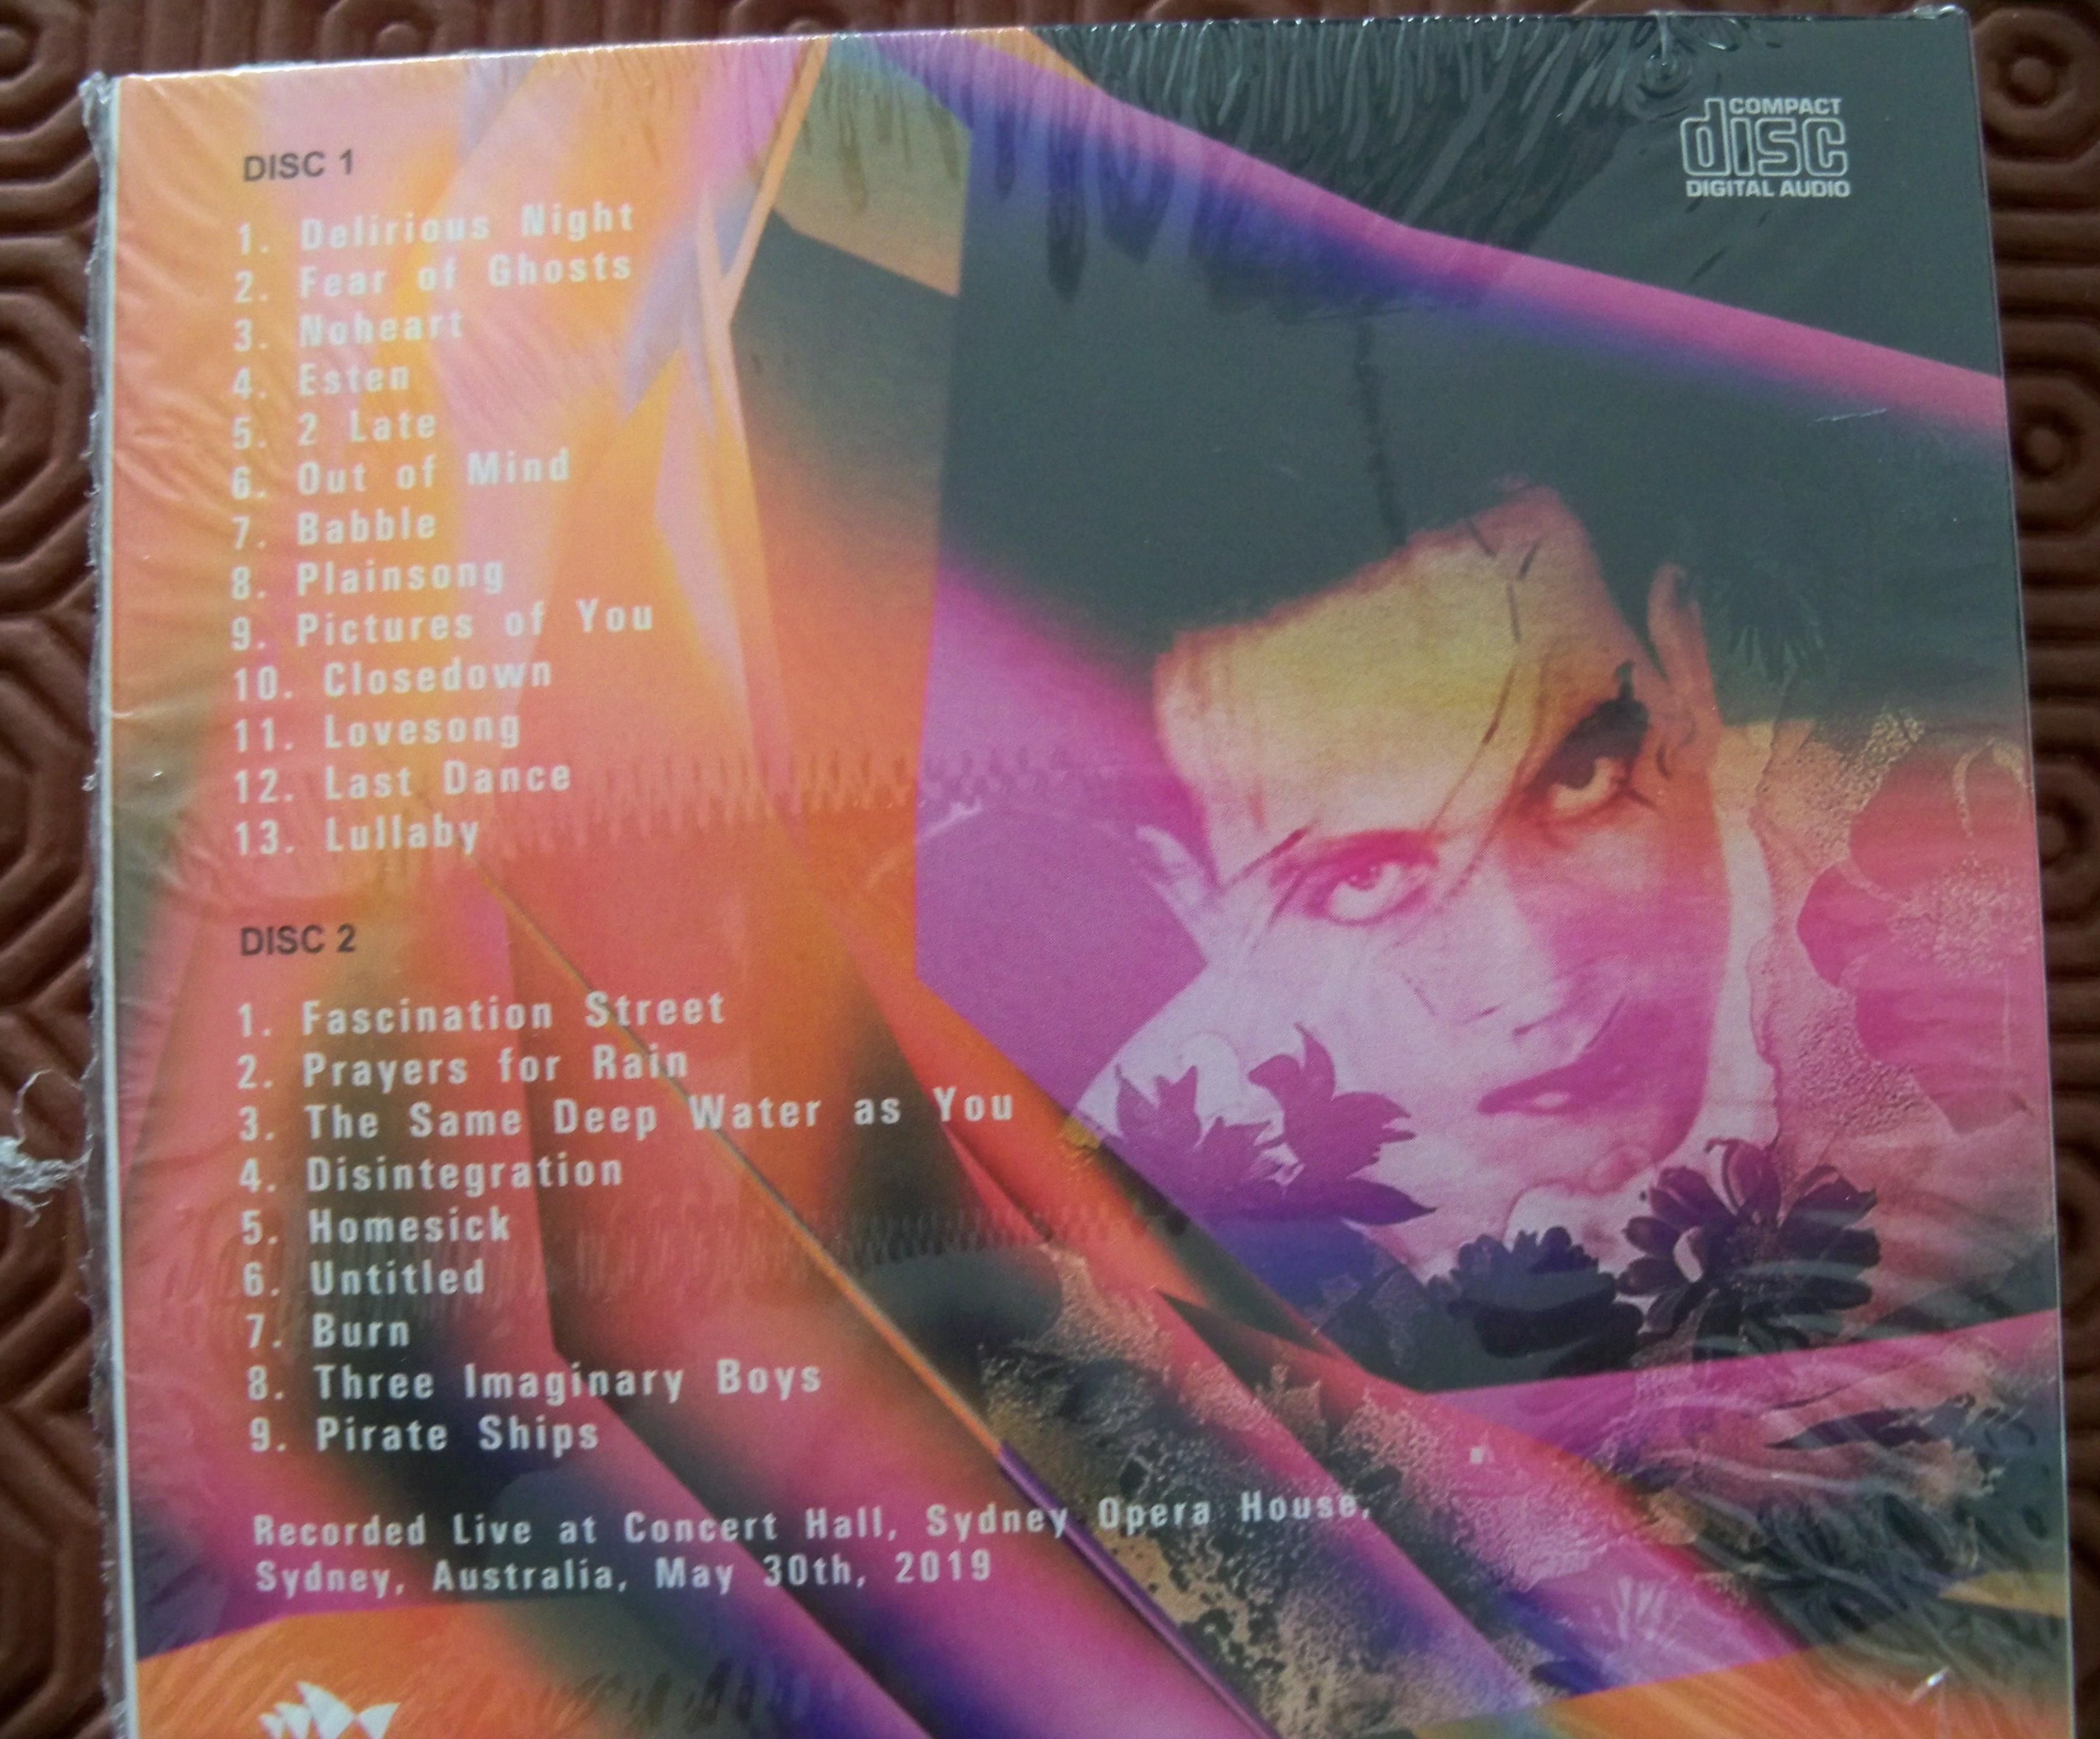 COMPACT
disc
DIGITAL AUDIO
DISC 1
1. Delirious Night
2. Fear of Ghosts
3. Noheart
4. Esten
5. 2 Late
6. Out of Mind
7. Babble
8. Plainsong
9. Pictures of You
10. Closedown
11. Lovesong
12. Last Dance
13. Lullaby
DISC 2
1. Fascination Street
2. Prayers for Rain
3. The Same Deep Water as You
4. Disintegration
5. Homesick
6. Untitled
7. Burn
8. Three Imaginary Boys
9. Pirate Ships
Recorded Live at Concert Hall, Sydney Opera House,
Sydney, Australia, May 30th, 2019